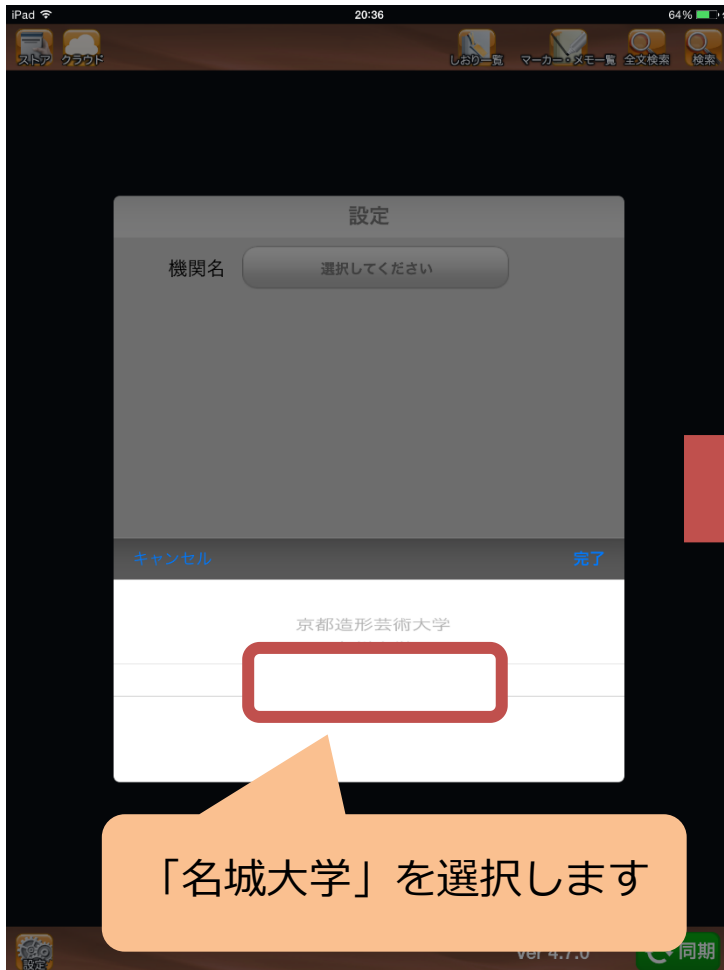 iPad 20:36 64%
ストア クラウド しおり一覧 マーカー・メモ一覧 全文検索 検索
設定
機関名 選択してください
キャンセル 完了
京都造形芸術大学
「名城大学」を選択します
設定 Ver 4.7.0 同期